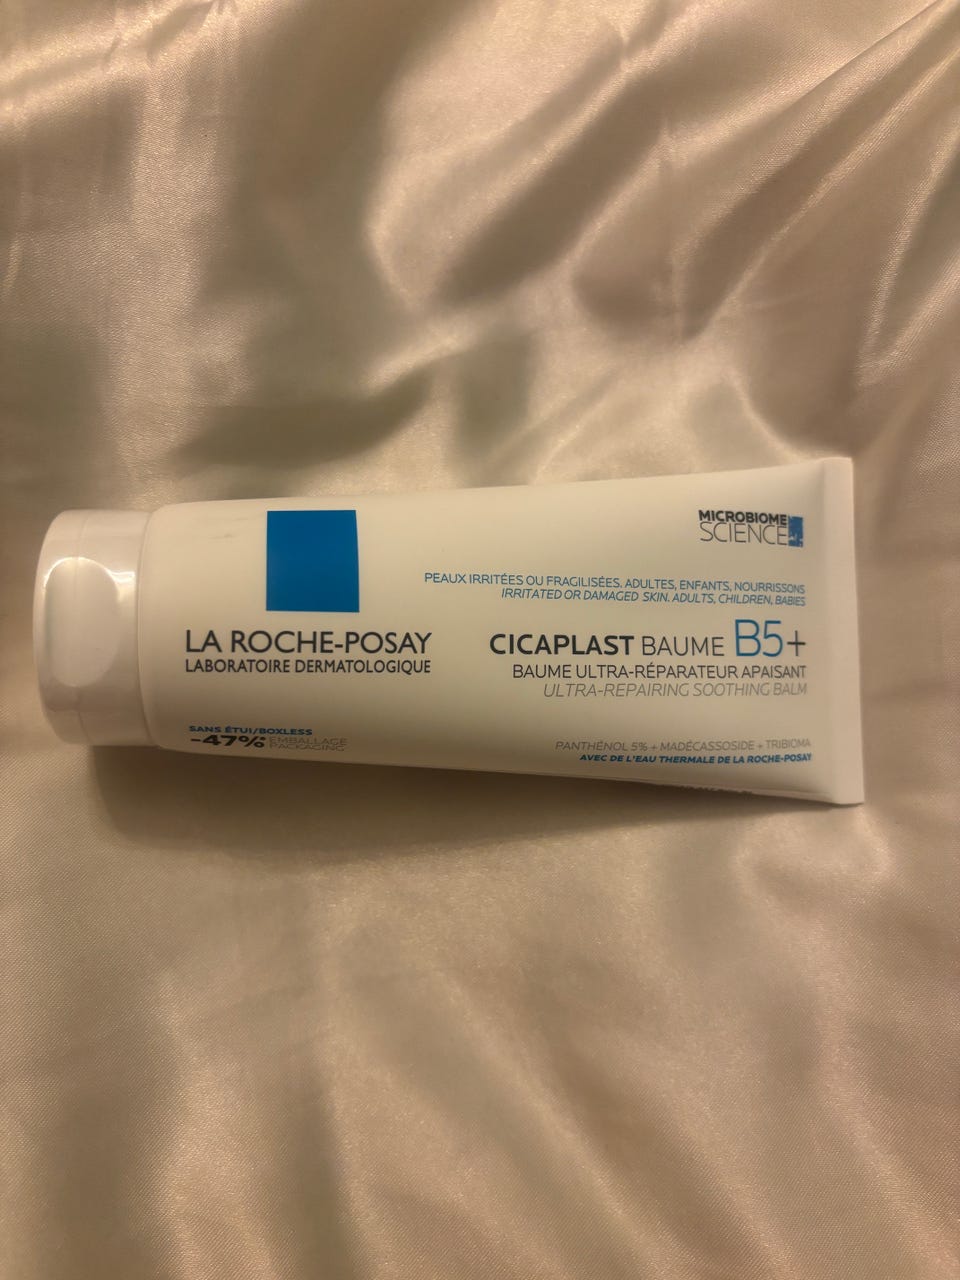 MICROBIOME
SCIENCE
PEAUX IRRITÉES OU FRAGILISÉES. ADULTES, ENFANTS, NOURRISSONS
IRRITATED OR DAMAGED SKIN. ADULTS, CHILDREN, BABIES
LA ROCHE-POSAY
LABORATOIRE DERMATOLOGIQUE
CICAPLAST BAUME B5+
BAUME ULTRA-RÉPARATEUR APAISANT
ULTRA-REPAIRING SOOTHING BALM
SANS ÉTUI/BOXLESS
-47%* EMBALLAGE
PACKAGING
PANTHÉNOL 5% + MADÉCASSOSIDE + TRIBIOMA
AVEC DE L'EAU THERMALE DE LA ROCHE-POSAY